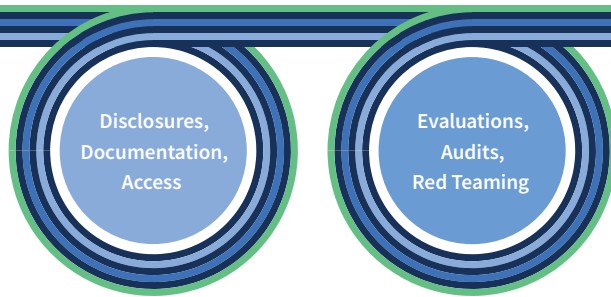 Disclosures,
Documentation,
Access
Evaluations,
Audits,
Red Teaming